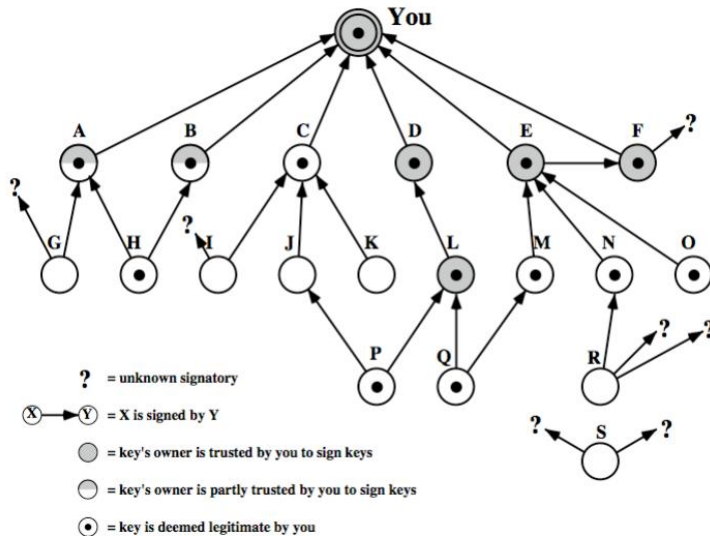 You
A B C D E F ?
?
G H ? I J K L M N O
P Q R ? ?
? S ?
? = unknown signatory
X Y = X is signed by Y
= key's owner is trusted by you to sign keys
= key's owner is partly trusted by you to sign keys
= key is deemed legitimate by you